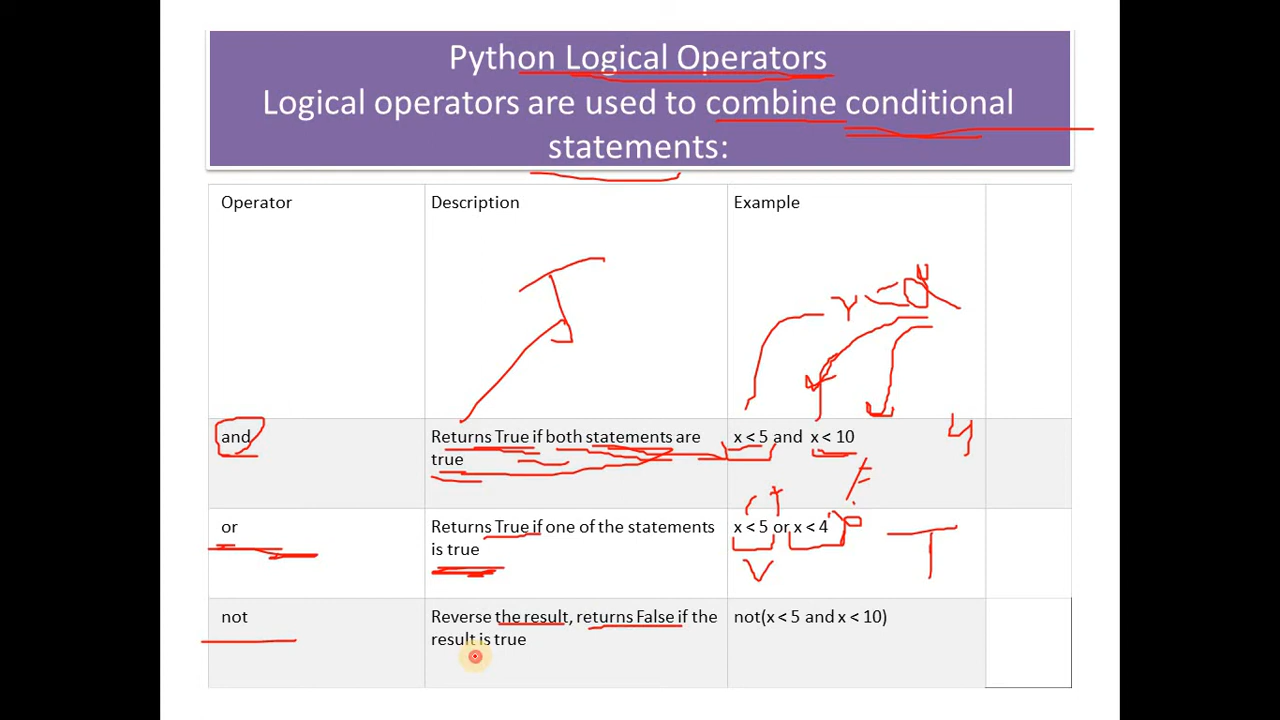 Python Logical Operators
Logical operators are used to combine conditional
statements:
Operator Description Example
and Returns True if both statements are x < 5 and x < 10
true
or Returns True if one of the statements x < 5 or x < 4
is true
not Reverse the result, returns False if the not(x < 5 and x < 10)
result is true
T
4
T